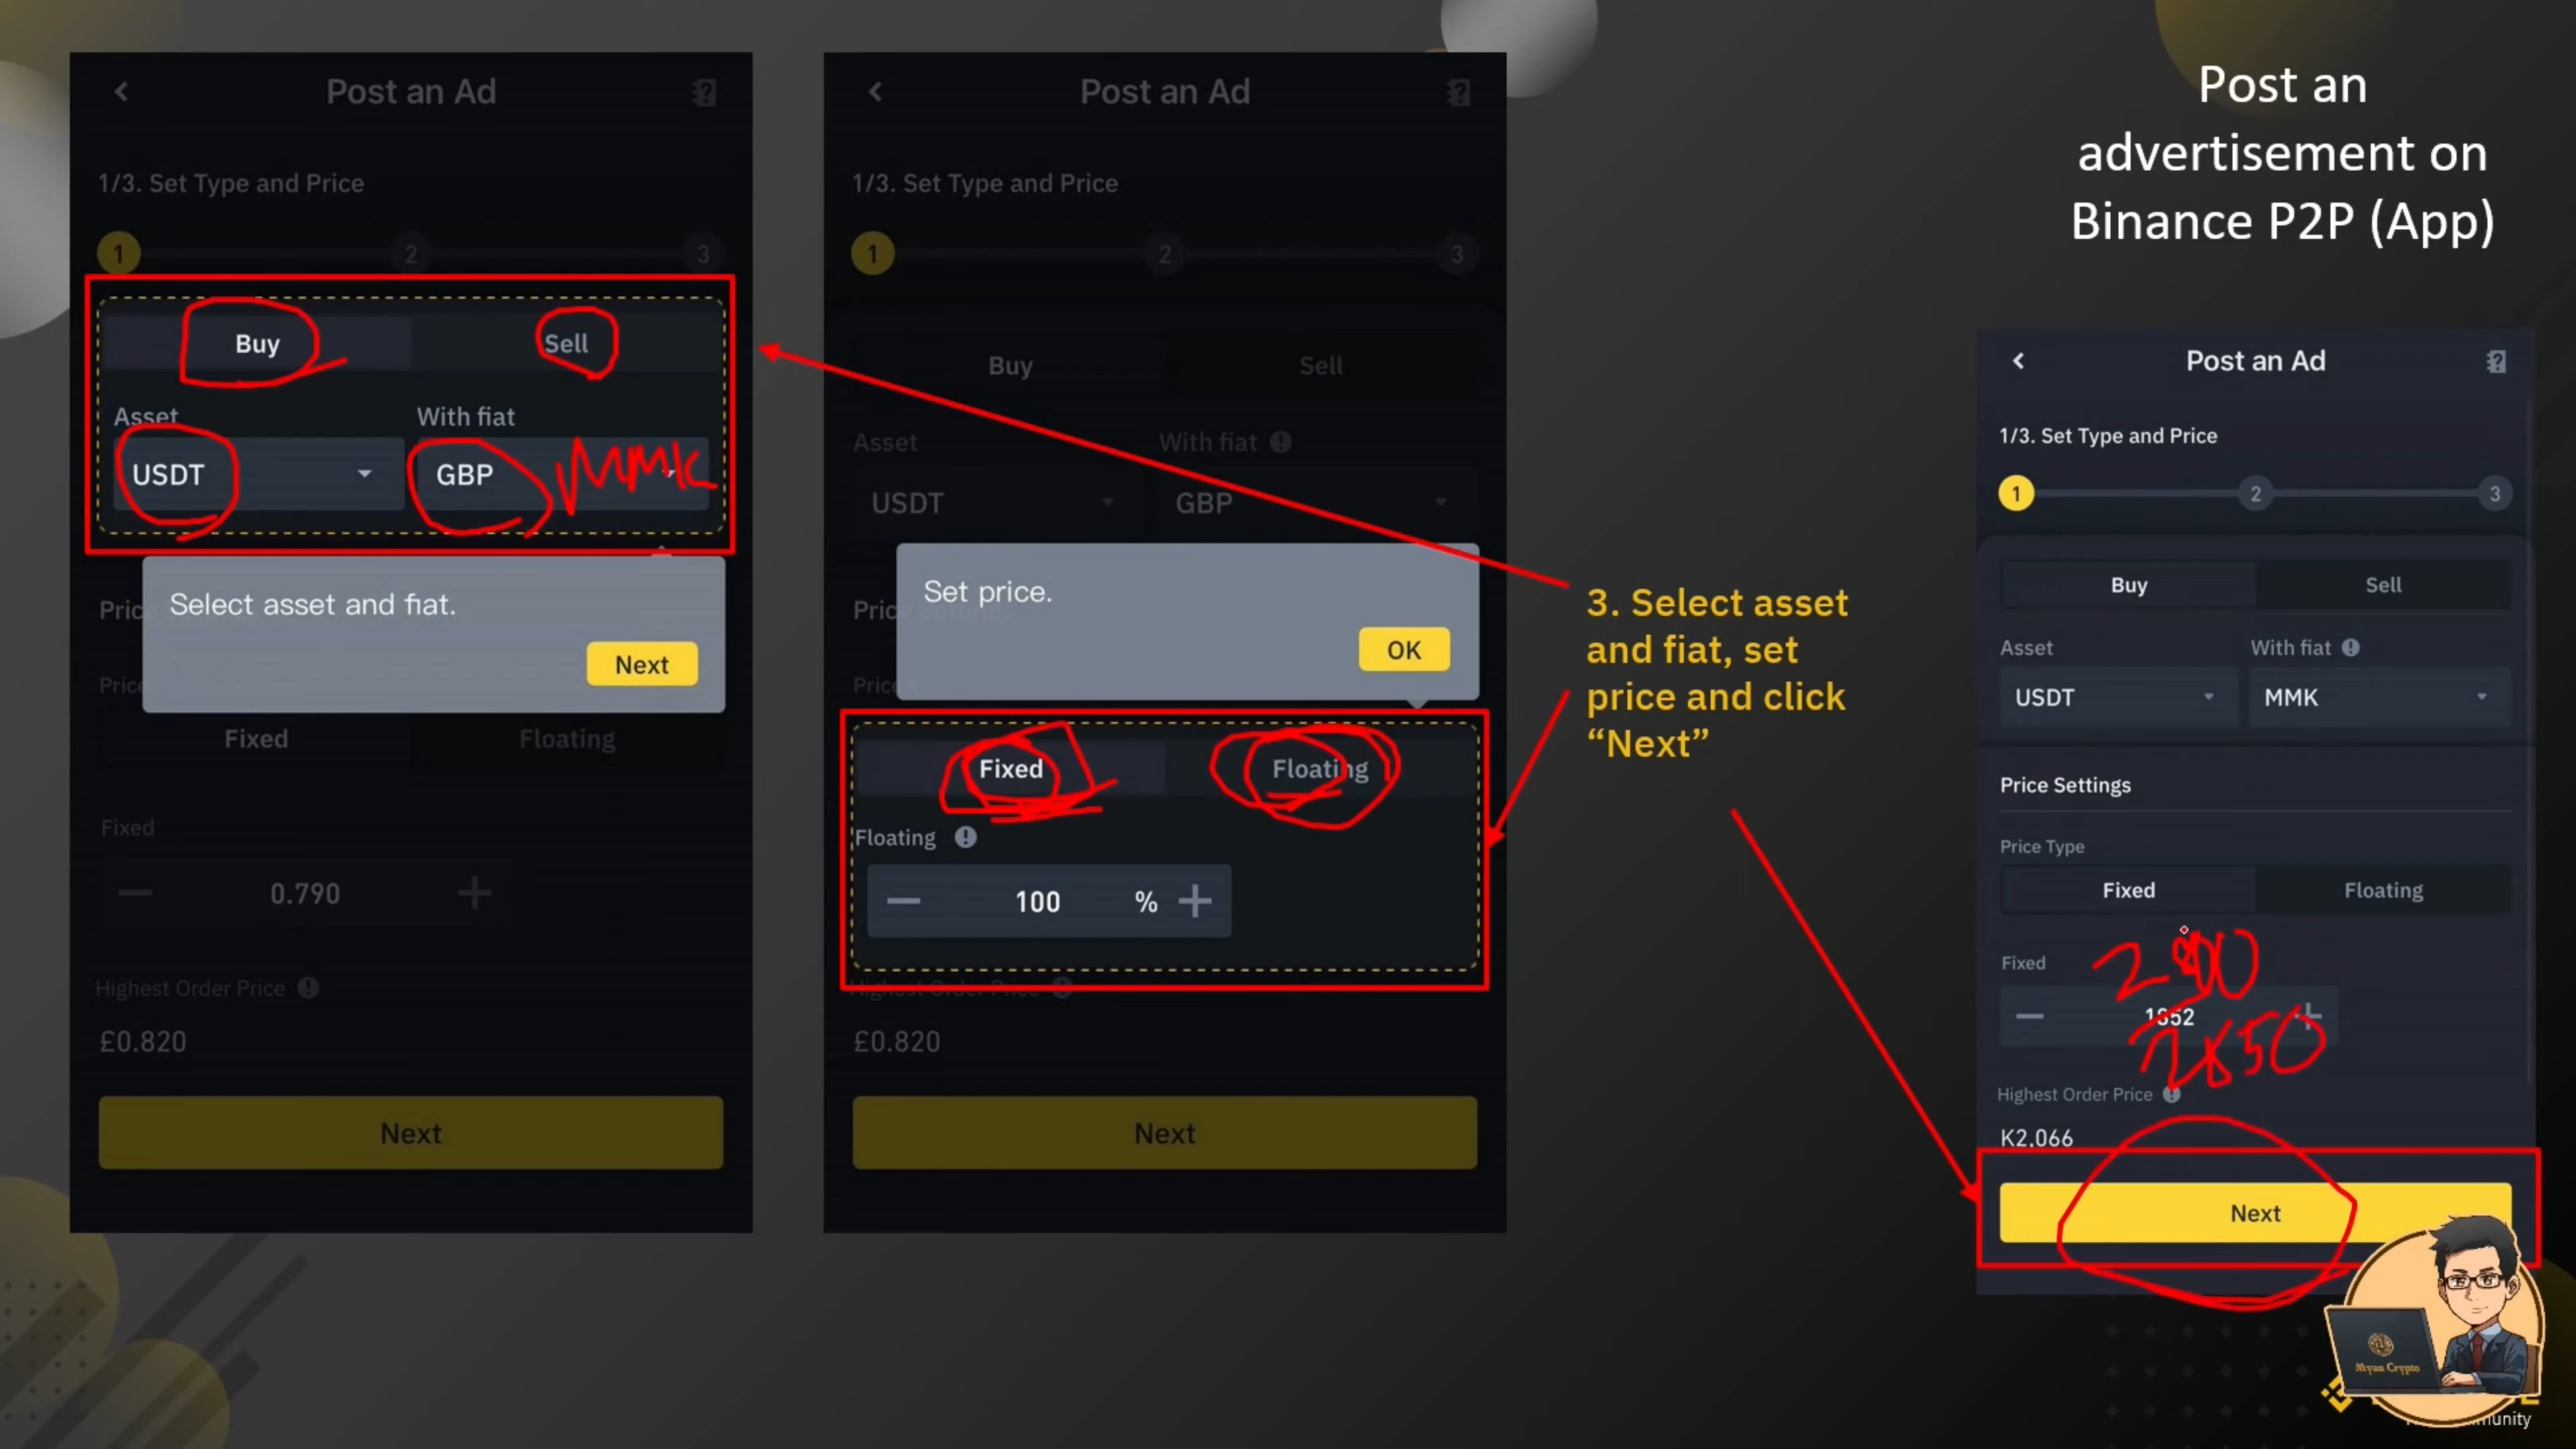 Post an Ad
1/3. Set Type and Price
1 2 3
Buy Sell
Asset With fiat
USDT GBP MMK
Select asset and fiat.
Next
Fixed Floating
Fixed
0.790
Highest Order Price
£0.820
Next
Post an Ad
1/3. Set Type and Price
1 2 3
Buy Sell
Asset With fiat
USDT GBP
Set price.
OK
Fixed Floating
Floating
100 %
Highest Order Price
£0.820
Next
3. Select asset
and fiat, set
price and click
“Next”
Post an
advertisement on
Binance P2P (App)
Post an Ad
1/3. Set Type and Price
1 2 3
Buy Sell
Asset With fiat
USDT MMK
Price Settings
Price Type
Fixed Floating
Fixed
1852
2850
Highest Order Price
K2,066
Next
Myan Crypto